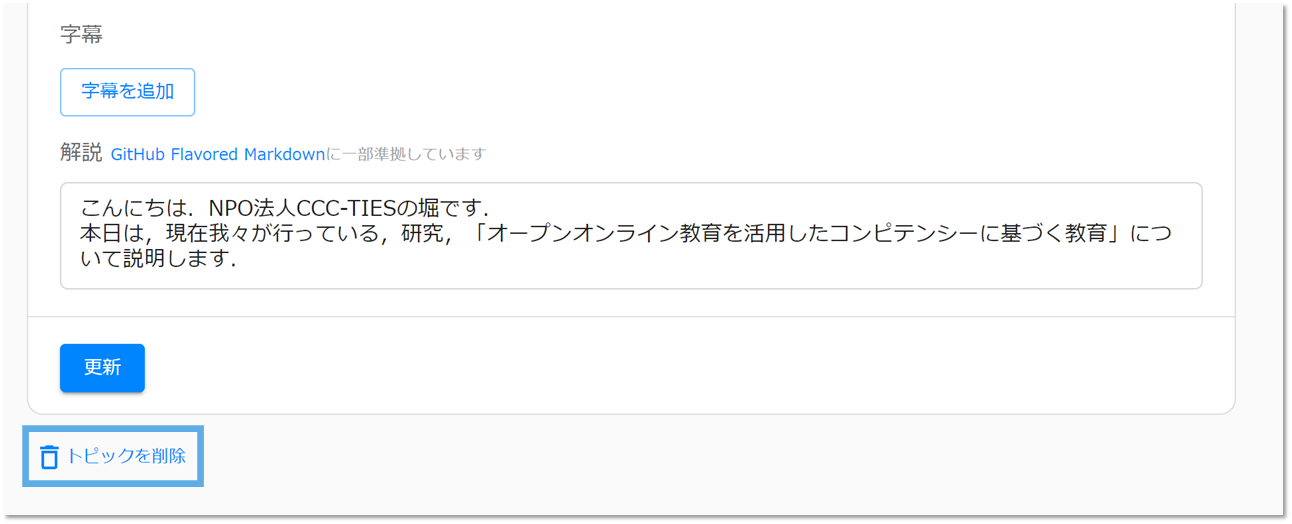 字幕
字幕を追加
解説 GitHub Flavored Markdownに一部準拠しています
こんにちは．NPO法人CCC-TIESの堀です．
本日は，現在我々が行っている，研究，「オープンオンライン教育を活用したコンピテンシーに基づく教育」につ
いて説明します．
更新
トピックを削除